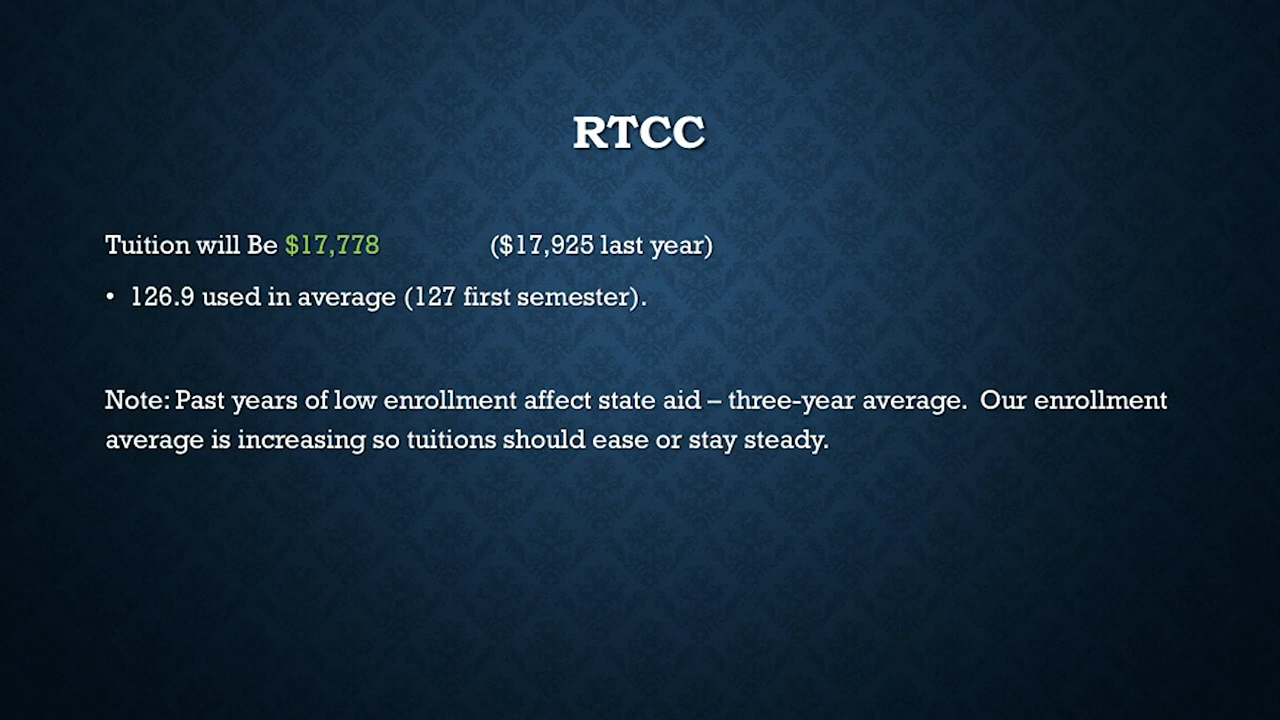 RTCC
Tuition will Be $17,778 ($17,925 last year)
• 126.9 used in average (127 first semester).
Note: Past years of low enrollment affect state aid – three-year average.  Our enrollment
average is increasing so tuitions should ease or stay steady.